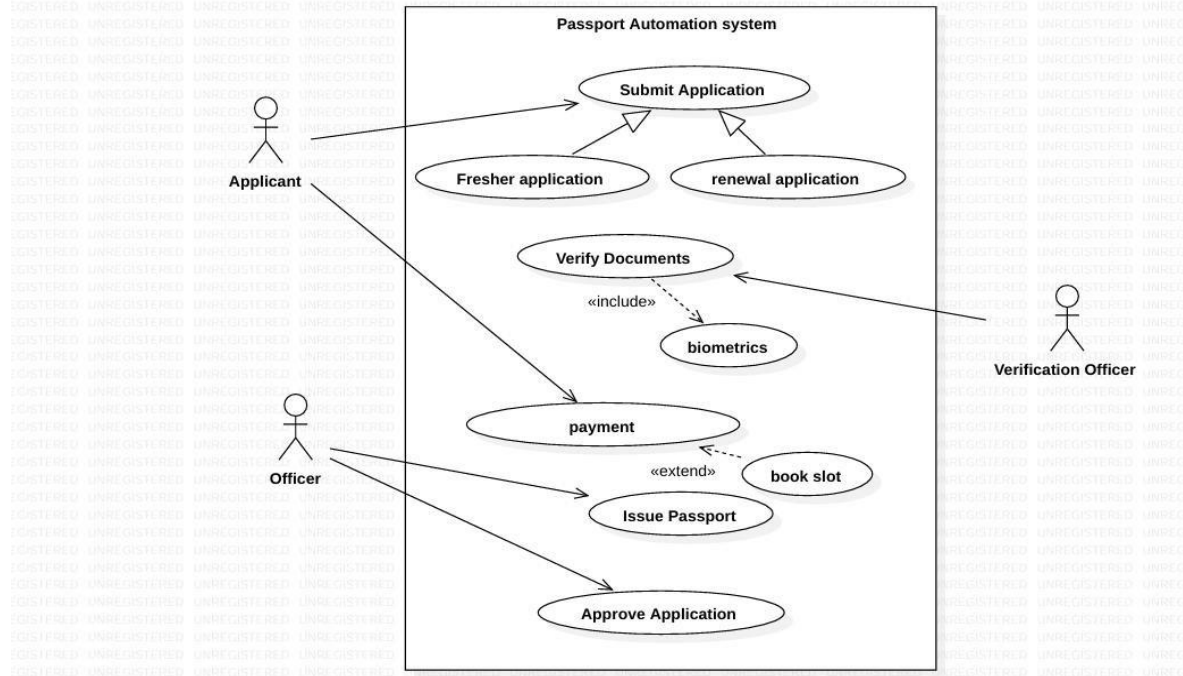 Passport Automation system
Submit Application
Applicant
Fresher application
renewal application
Verify Documents
«include»
biometrics
Verification Officer
payment
Officer
«extend»
book slot
Issue Passport
Approve Application
UNREGISTERED